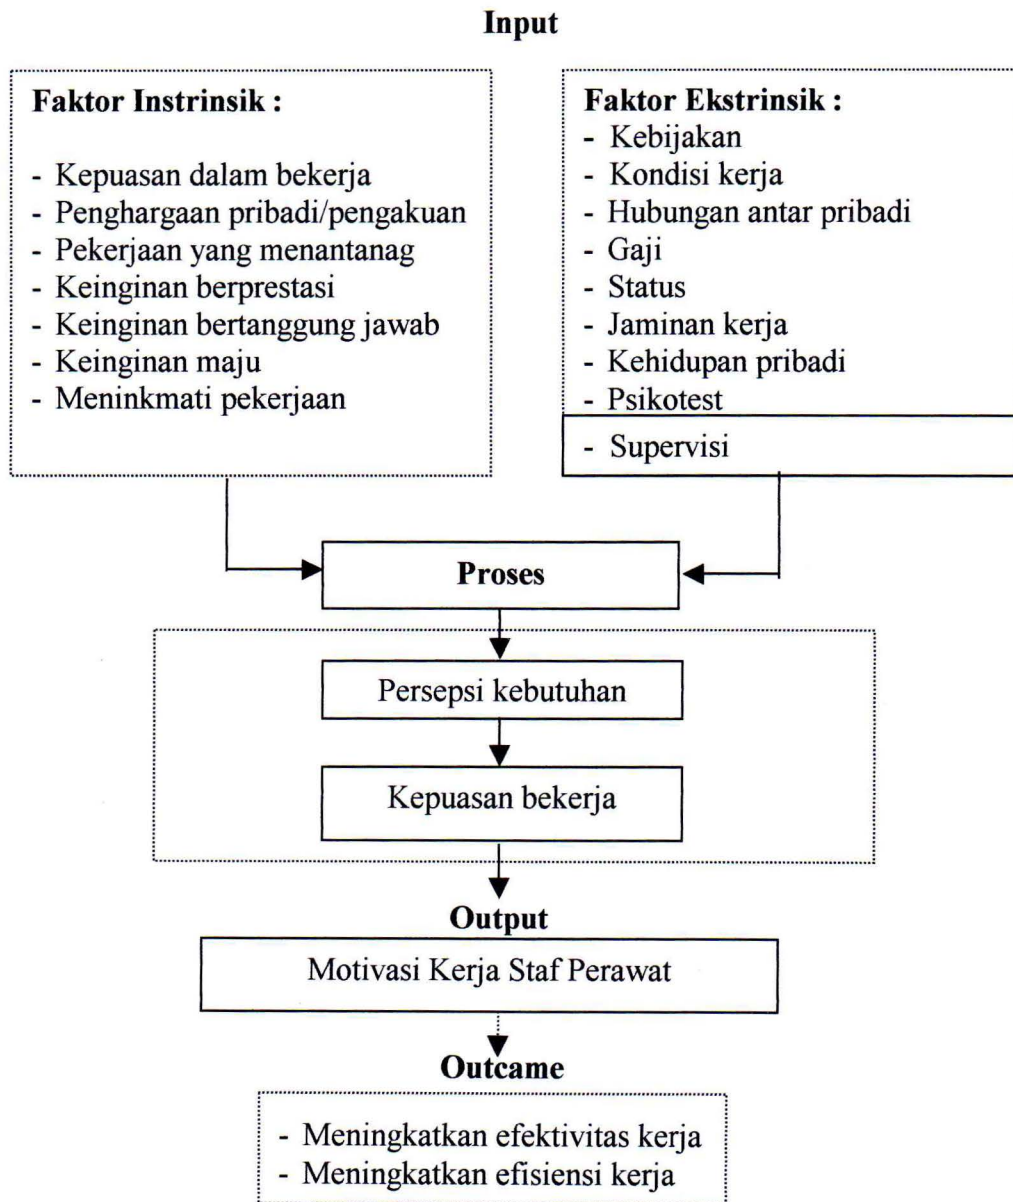 Input
Faktor Instrinsik :
- Kepuasan dalam bekerja
- Penghargaan pribadi/pengakuan
- Pekerjaan yang menantanag
- Keinginan berprestasi
- Keinginan bertanggung jawab
- Keinginan maju
- Meninkmati pekerjaan
Faktor Ekstrinsik :
- Kebijakan
- Kondisi kerja
- Hubungan antar pribadi
- Gaji
- Status
- Jaminan kerja
- Kehidupan pribadi
- Psikotest
- Supervisi
Proses
Persepsi kebutuhan
Kepuasan bekerja
Output
Motivasi Kerja Staf Perawat
Outcame
- Meningkatkan efektivitas kerja
- Meningkatkan efisiensi kerja